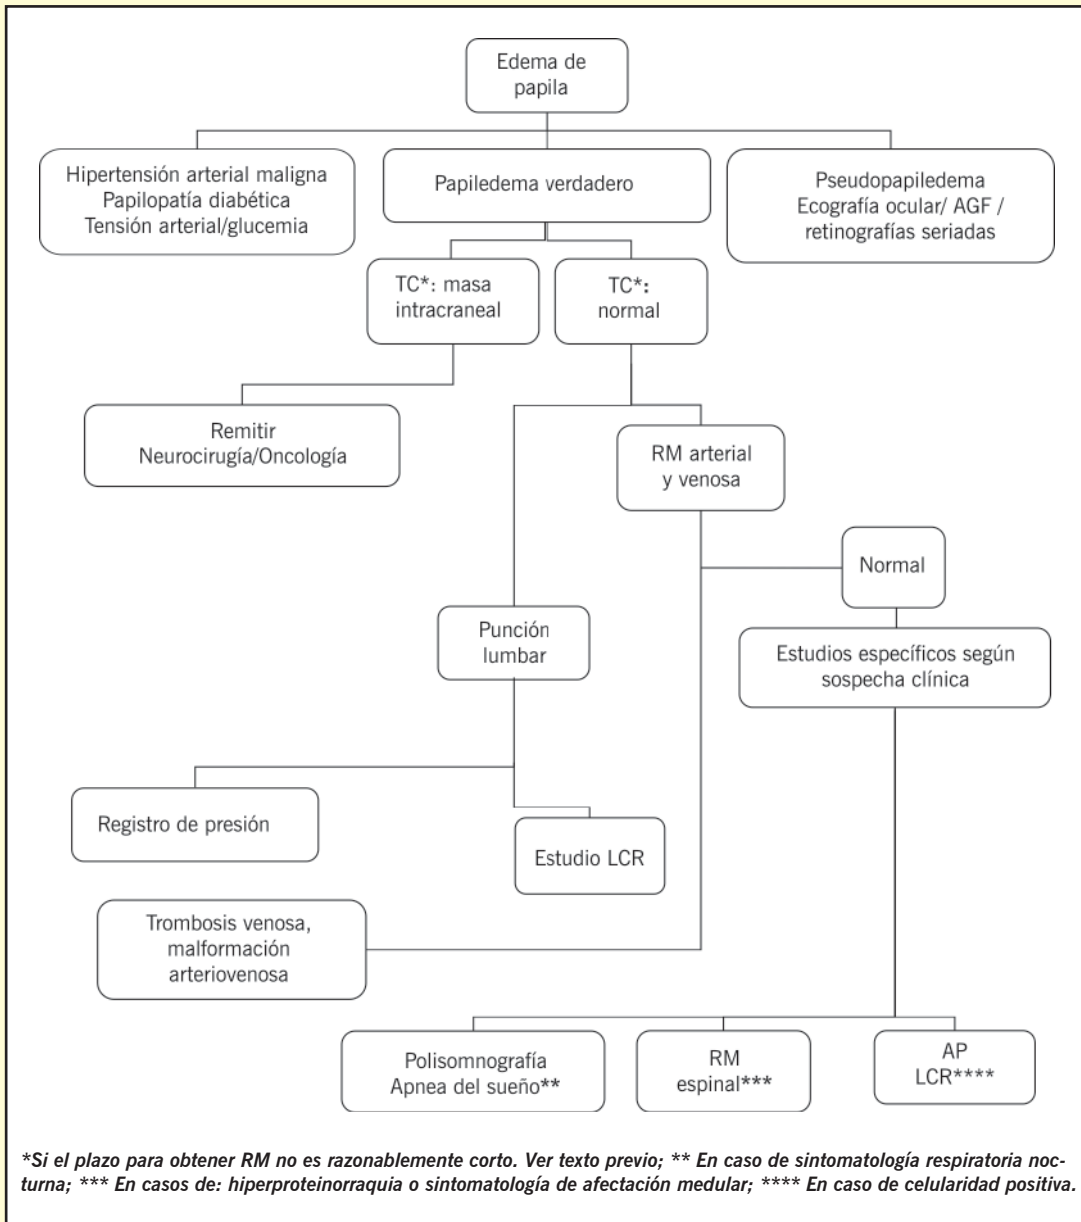 Edema de
papila
Hipertensión arterial maligna
Papilopatía diabética
Tensión arterial/glucemia
Papiledema verdadero
Pseudopapiledema
Ecografía ocular/ AGF /
retinografías seriadas
TC*: masa
intracraneal
TC*:
normal
Remitir
Neurocirugía/Oncología
RM arterial
y venosa
Normal
Punción
lumbar
Estudios específicos según
sospecha clínica
Registro de presión
Estudio LCR
Trombosis venosa,
malformación
arteriovenosa
Polisomnografía
Apnea del sueño**
RM
espinal***
AP
LCR****
*Si el plazo para obtener RM no es razonablemente corto. Ver texto previo; ** En caso de sintomatología respiratoria noc-
turna; *** En casos de: hiperproteinorraquia o sintomatología de afectación medular; **** En caso de celularidad positiva.